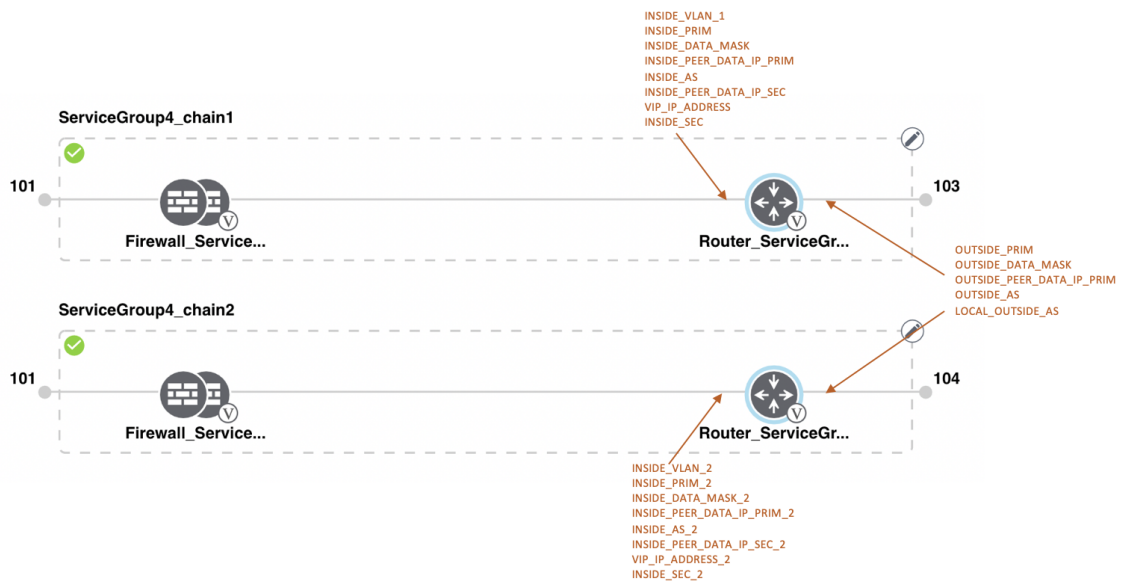 INSIDE_VLAN_1
INSIDE_PRIM
INSIDE_DATA_MASK
INSIDE_PEER_DATA_IP_PRIM
INSIDE_AS
INSIDE_PEER_DATA_IP_SEC
VIP_IP_ADDRESS
INSIDE_SEC
ServiceGroup4_chain1
101
103
V
V
Firewall_Service...
Router_ServiceGr...
OUTSIDE_PRIM
OUTSIDE_DATA_MASK
OUTSIDE_PEER_DATA_IP_PRIM
OUTSIDE_AS
LOCAL_OUTSIDE_AS
ServiceGroup4_chain2
101
104
V
V
Firewall_Service...
Router_ServiceGr...
INSIDE_VLAN_2
INSIDE_PRIM_2
INSIDE_DATA_MASK_2
INSIDE_PEER_DATA_IP_PRIM_2
INSIDE_AS_2
INSIDE_PEER_DATA_IP_SEC_2
VIP_IP_ADDRESS_2
INSIDE_SEC_2